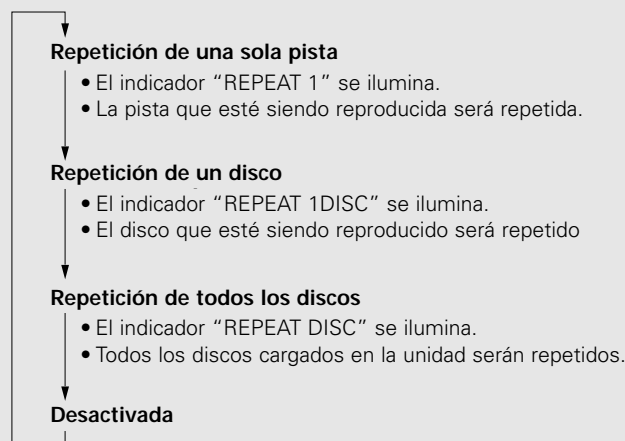 Repetición de una sola pista
• El indicador “REPEAT 1” se ilumina.
• La pista que esté siendo reproducida será repetida.
Repetición de un disco
• El indicador “REPEAT 1DISC” se ilumina.
• El disco que esté siendo reproducido será repetido
Repetición de todos los discos
• El indicador “REPEAT DISC” se ilumina.
• Todos los discos cargados en la unidad serán repetidos.
Desactivada